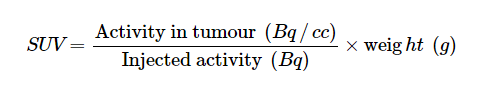 SUV = Activity in tumour (Bq/cc) / Injected activity (Bq) × weight (g)